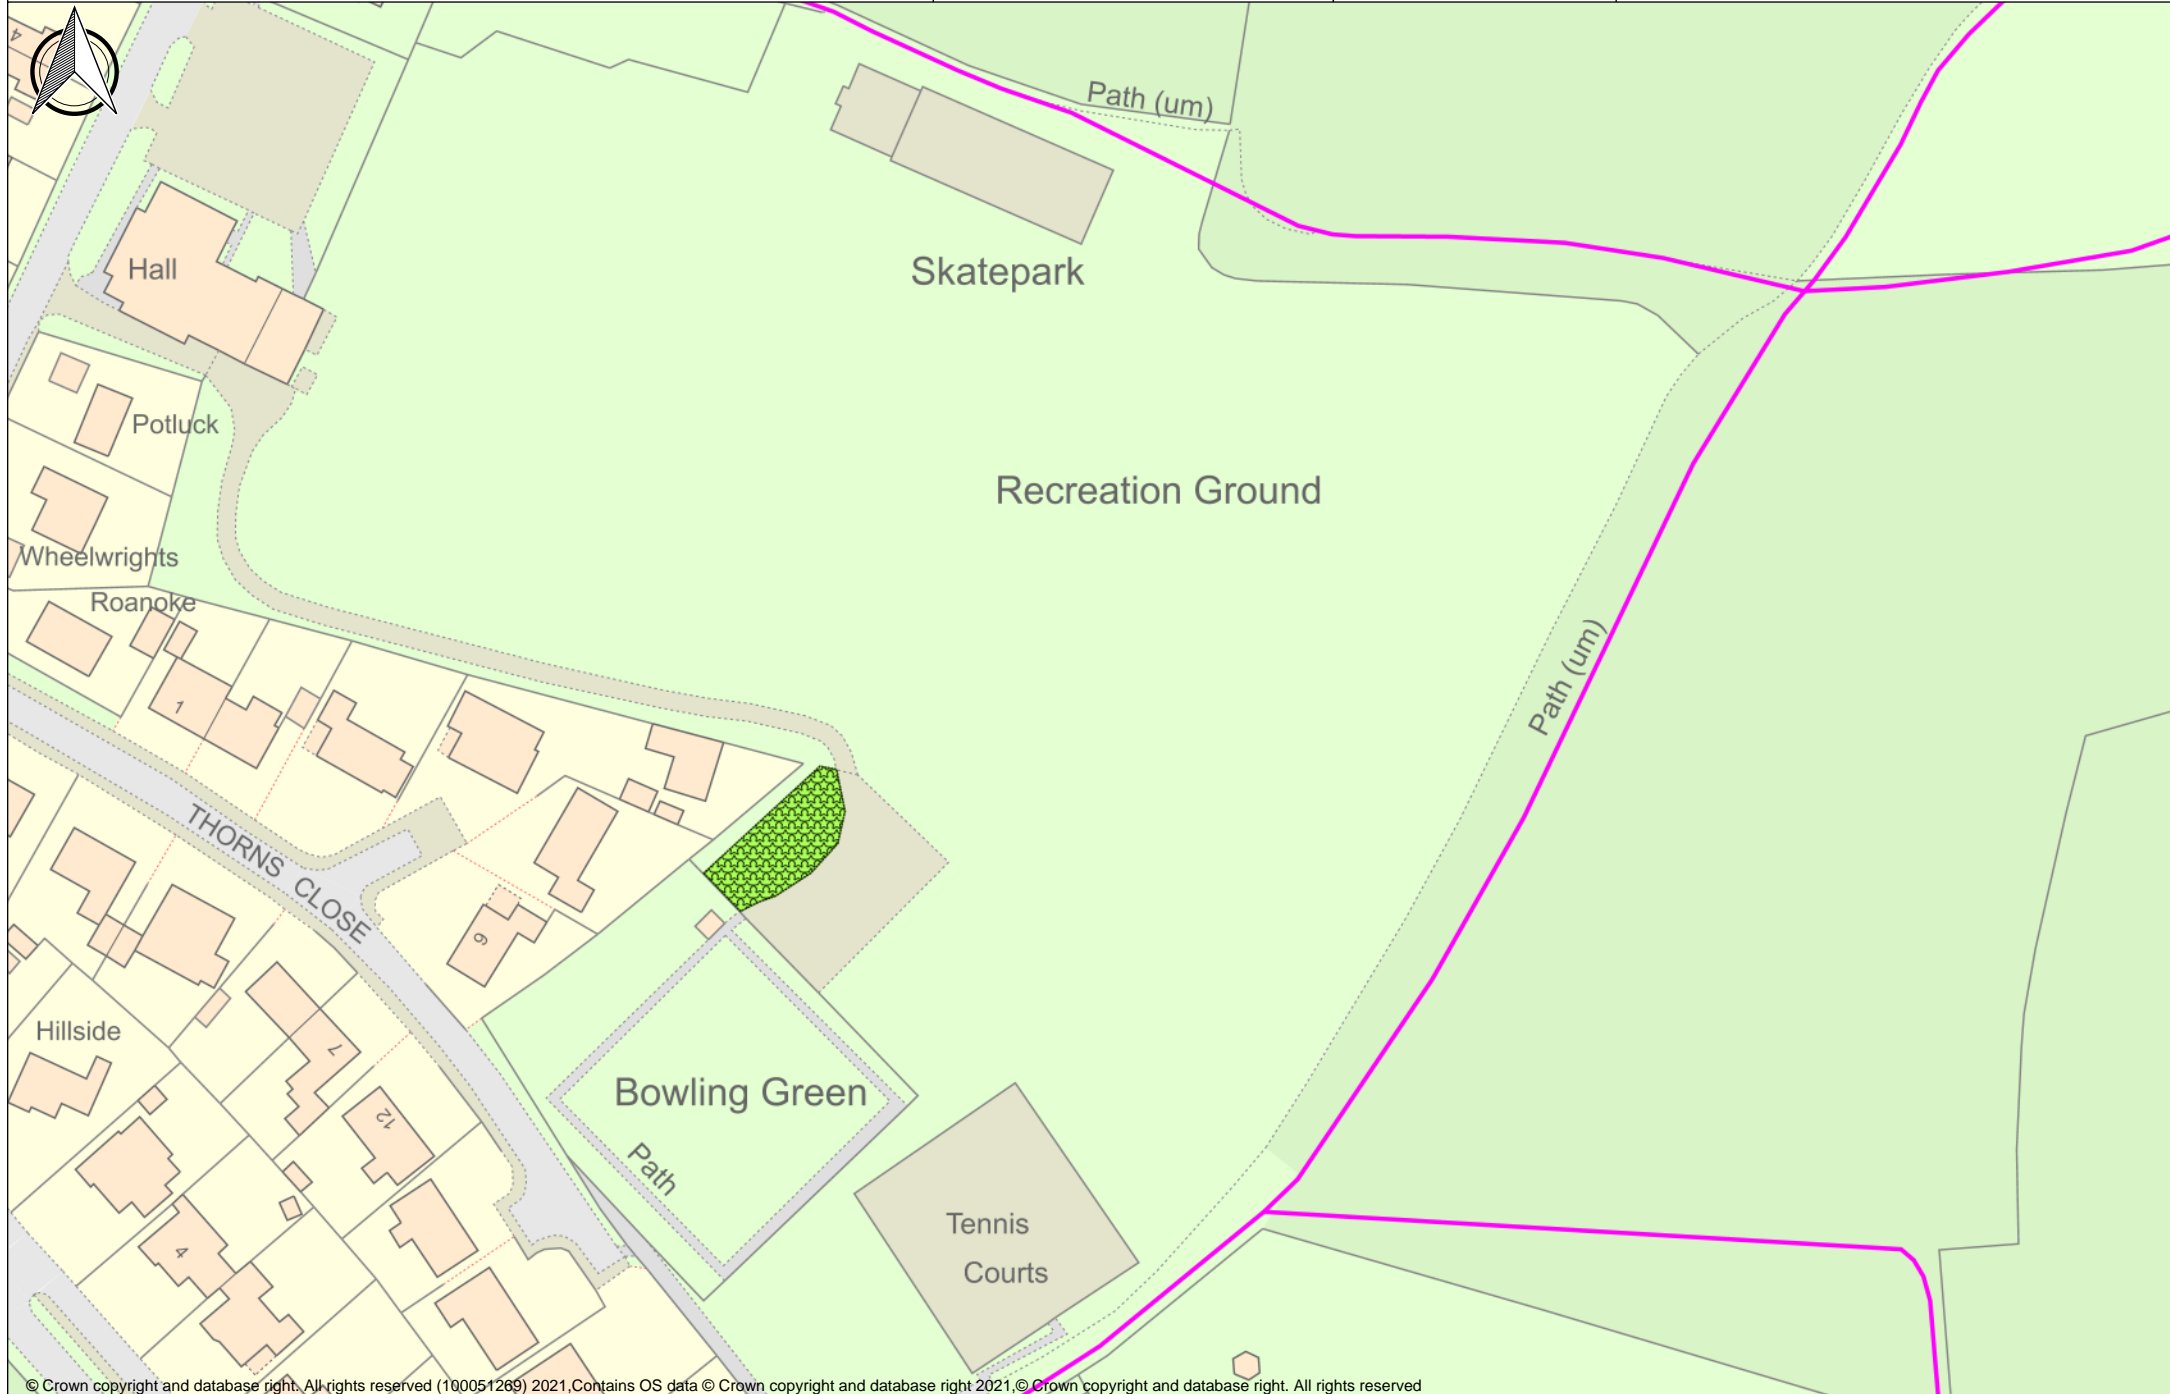 4
Path (um)
Hall
Skatepark
Potluck
Recreation Ground
Wheelwrights
Roanoke
Path (um)
1
THORNS CLOSE
9
Hillside
7
Bowling Green
12
Path
Tennis
Courts
4
© Crown copyright and database right. All rights reserved (100051269) 2021,Contains OS data © Crown copyright and database right 2021,© Crown copyright and database right. All rights reserved